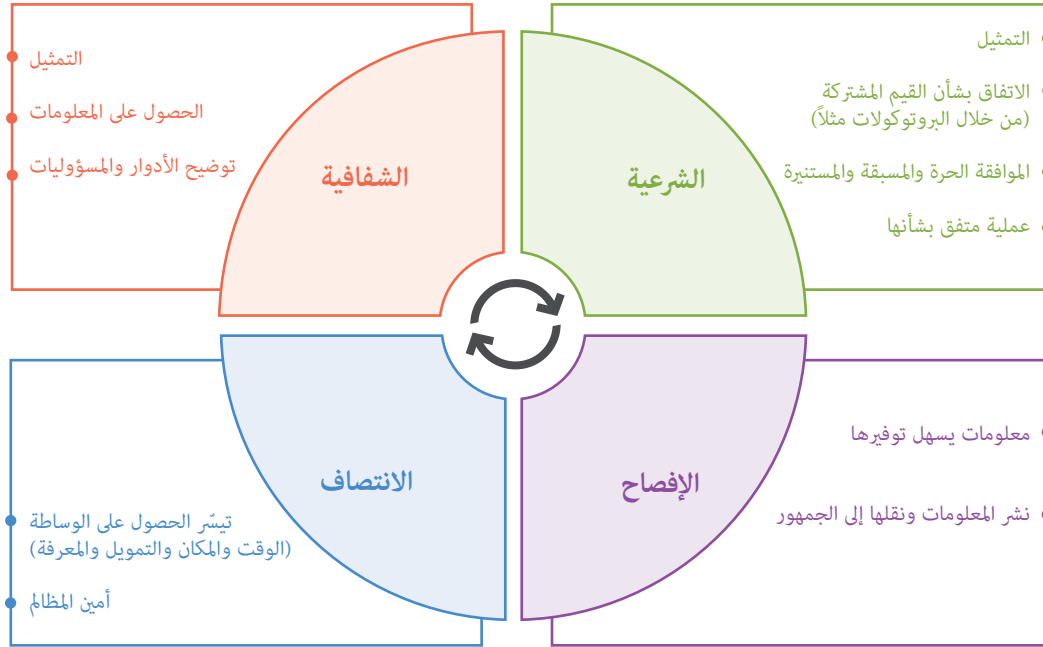 التمثيل
الاتفاق بشأن القيم المشتركة
(من خلال البروتوكولات مثلاً)
الموافقة الحرة والمسبقة والمستنيرة
عملية متفق بشأنها
الشرعية
الشفافية
التمثيل
الحصول على المعلومات
توضيح الأدوار والمسؤوليات
الإفصاح
معلومات يسهل توفيرها
نشر المعلومات ونقلها إلى الجمهور
الانتصاف
تيسّر الحصول على الوساطة
(الوقت والمكان والتمويل والمعرفة)
أمين المظالم